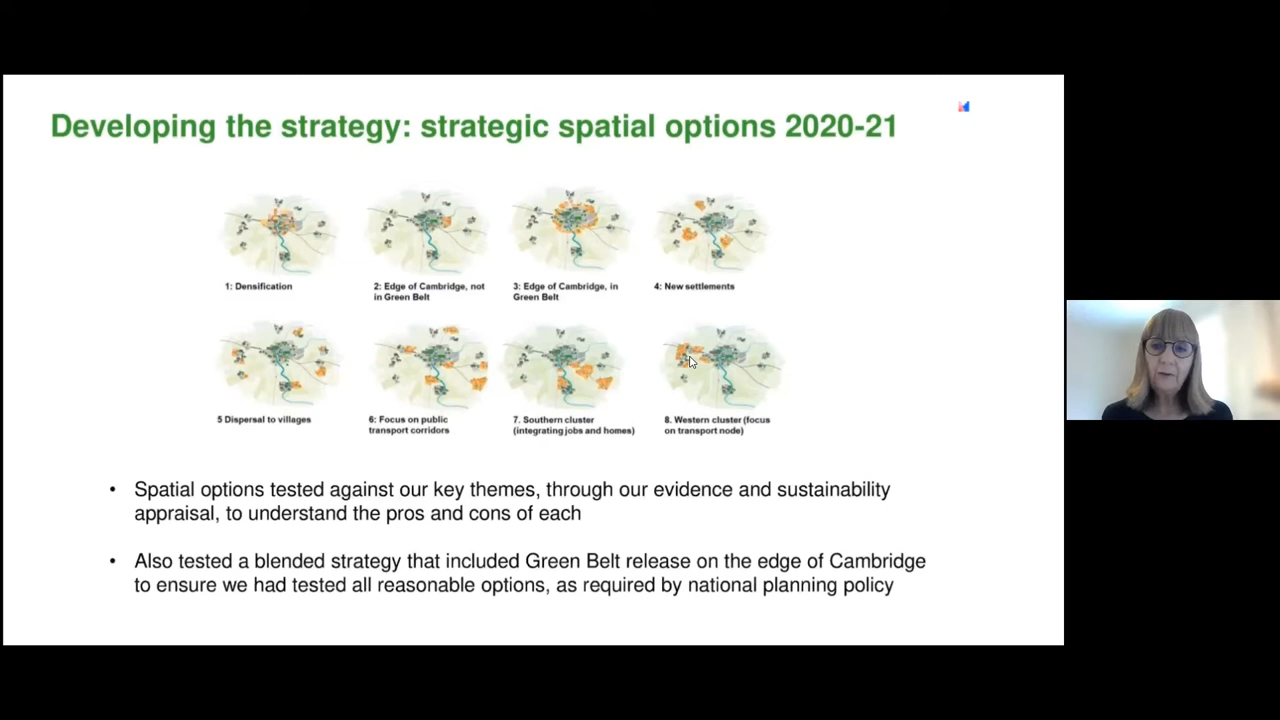 Developing the strategy: strategic spatial options 2020-21
1: Densification
2: Edge of Cambridge, not
in Green Belt
3: Edge of Cambridge, in
Green Belt
4: New settlements
5 Dispersal to villages
6: Focus on public
transport corridors
7. Southern cluster
(integrating jobs and homes)
8. Western cluster (focus
on transport node)
• Spatial options tested against our key themes, through our evidence and sustainability
appraisal, to understand the pros and cons of each
• Also tested a blended strategy that included Green Belt release on the edge of Cambridge
to ensure we had tested all reasonable options, as required by national planning policy